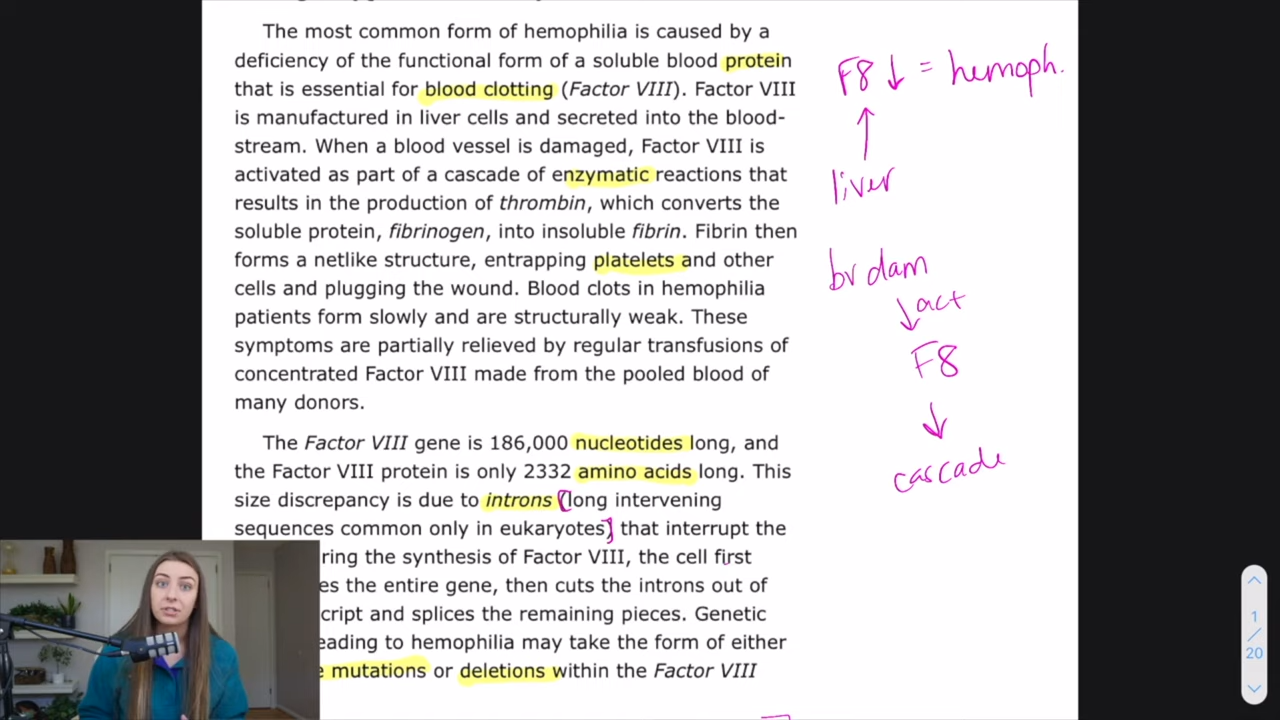 The most common form of hemophilia is caused by a
deficiency of the functional form of a soluble blood protein
that is essential for blood clotting (Factor VIII). Factor VIII
is manufactured in liver cells and secreted into the blood-
stream. When a blood vessel is damaged, Factor VIII is
activated as part of a cascade of enzymatic reactions that
results in the production of thrombin, which converts the
soluble protein, fibrinogen, into insoluble fibrin. Fibrin then
forms a netlike structure, entrapping platelets and other
cells and plugging the wound. Blood clots in hemophilia
patients form slowly and are structurally weak. These
symptoms are partially relieved by regular transfusions of
concentrated Factor VIII made from the pooled blood of
many donors.
The Factor VIII gene is 186,000 nucleotides long, and
the Factor VIII protein is only 2332 amino acids long. This
size discrepancy is due to introns (long intervening
sequences common only in eukaryotes) that interrupt the
ring the synthesis of Factor VIII, the cell first
es the entire gene, then cuts the introns out of
script and splices the remaining pieces. Genetic
eading to hemophilia may take the form of either
mutations or deletions within the Factor VIII
F8 ↓ = hemoph.
↑
liver
bv dam
↓ act
F8
↓
cascade
1
/
20